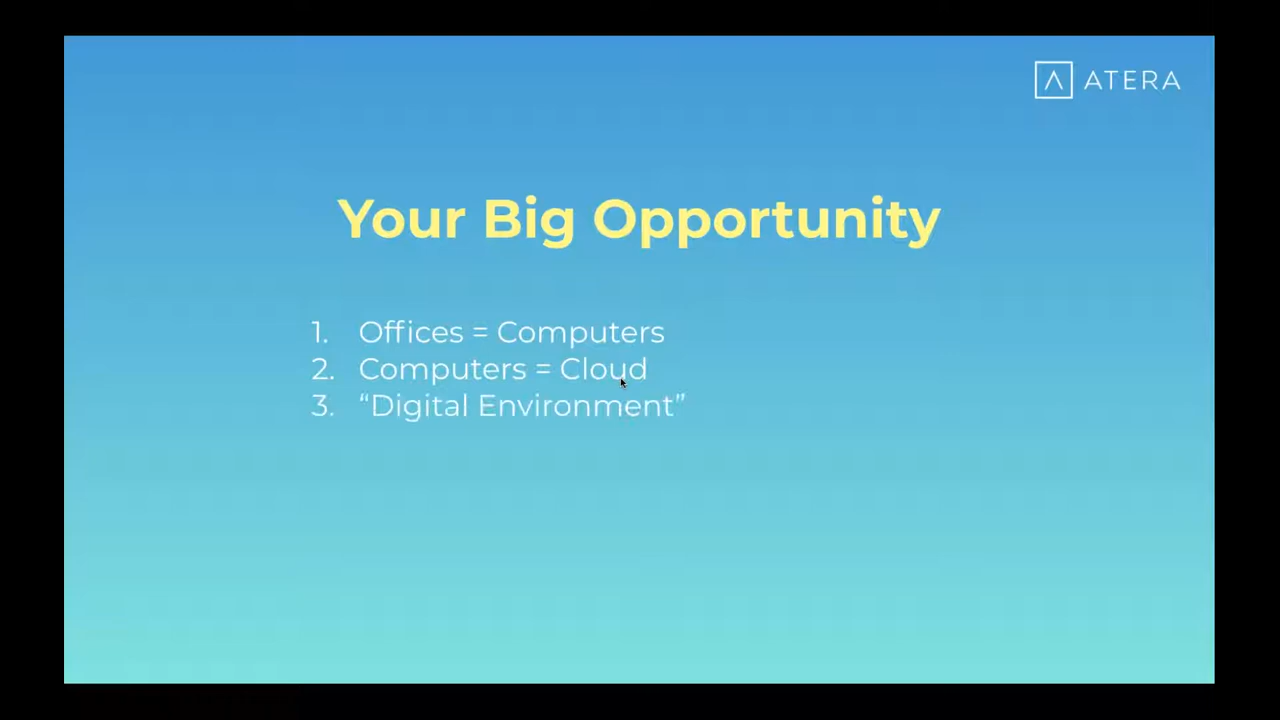 ATERA
Your Big Opportunity
1. Offices = Computers
2. Computers = Cloud
3. “Digital Environment”